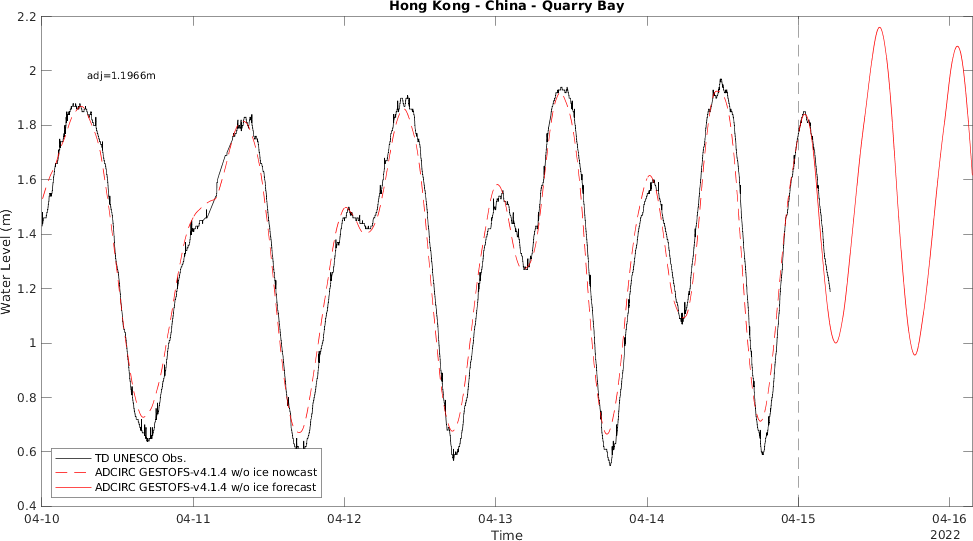 Hong Kong - China - Quarry Bay
2.2
adj=1.1966m
2
1.8
1.6
1.4
1.2
1
0.8
0.6
0.4
Water Level (m)
TD UNESCO Obs.
ADCIRC GESTOFS-v4.1.4 w/o ice nowcast
ADCIRC GESTOFS-v4.1.4 w/o ice forecast
04-10 04-11 04-12 04-13 04-14 04-15 04-16
Time 2022